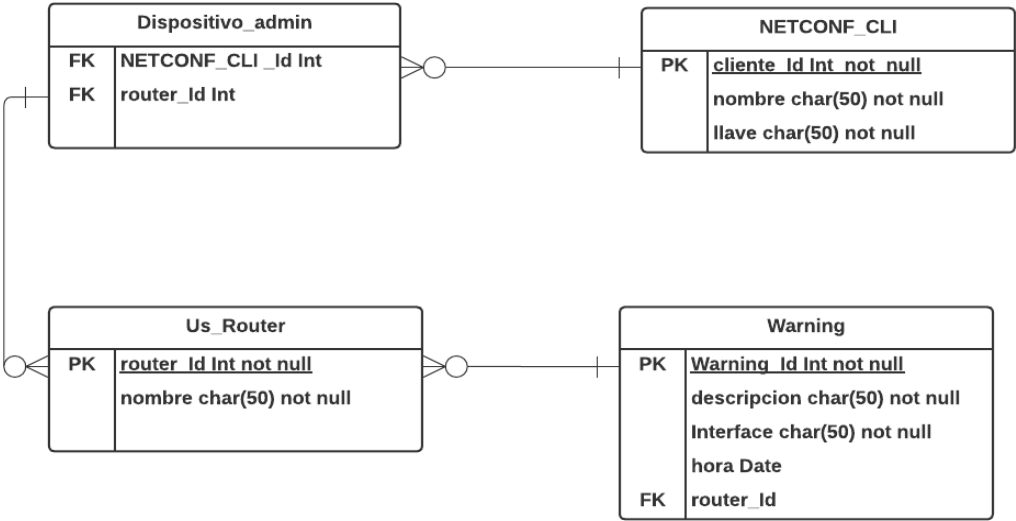 Dispositivo_admin
FK NETCONF_CLI _Id Int
FK router_Id Int
NETCONF_CLI
PK cliente_Id Int not null
nombre char(50) not null
llave char(50) not null
Us_Router
PK router_Id Int not null
nombre char(50) not null
Warning
PK Warning_Id Int not null
descripcion char(50) not null
Interface char(50) not null
hora Date
FK router_Id